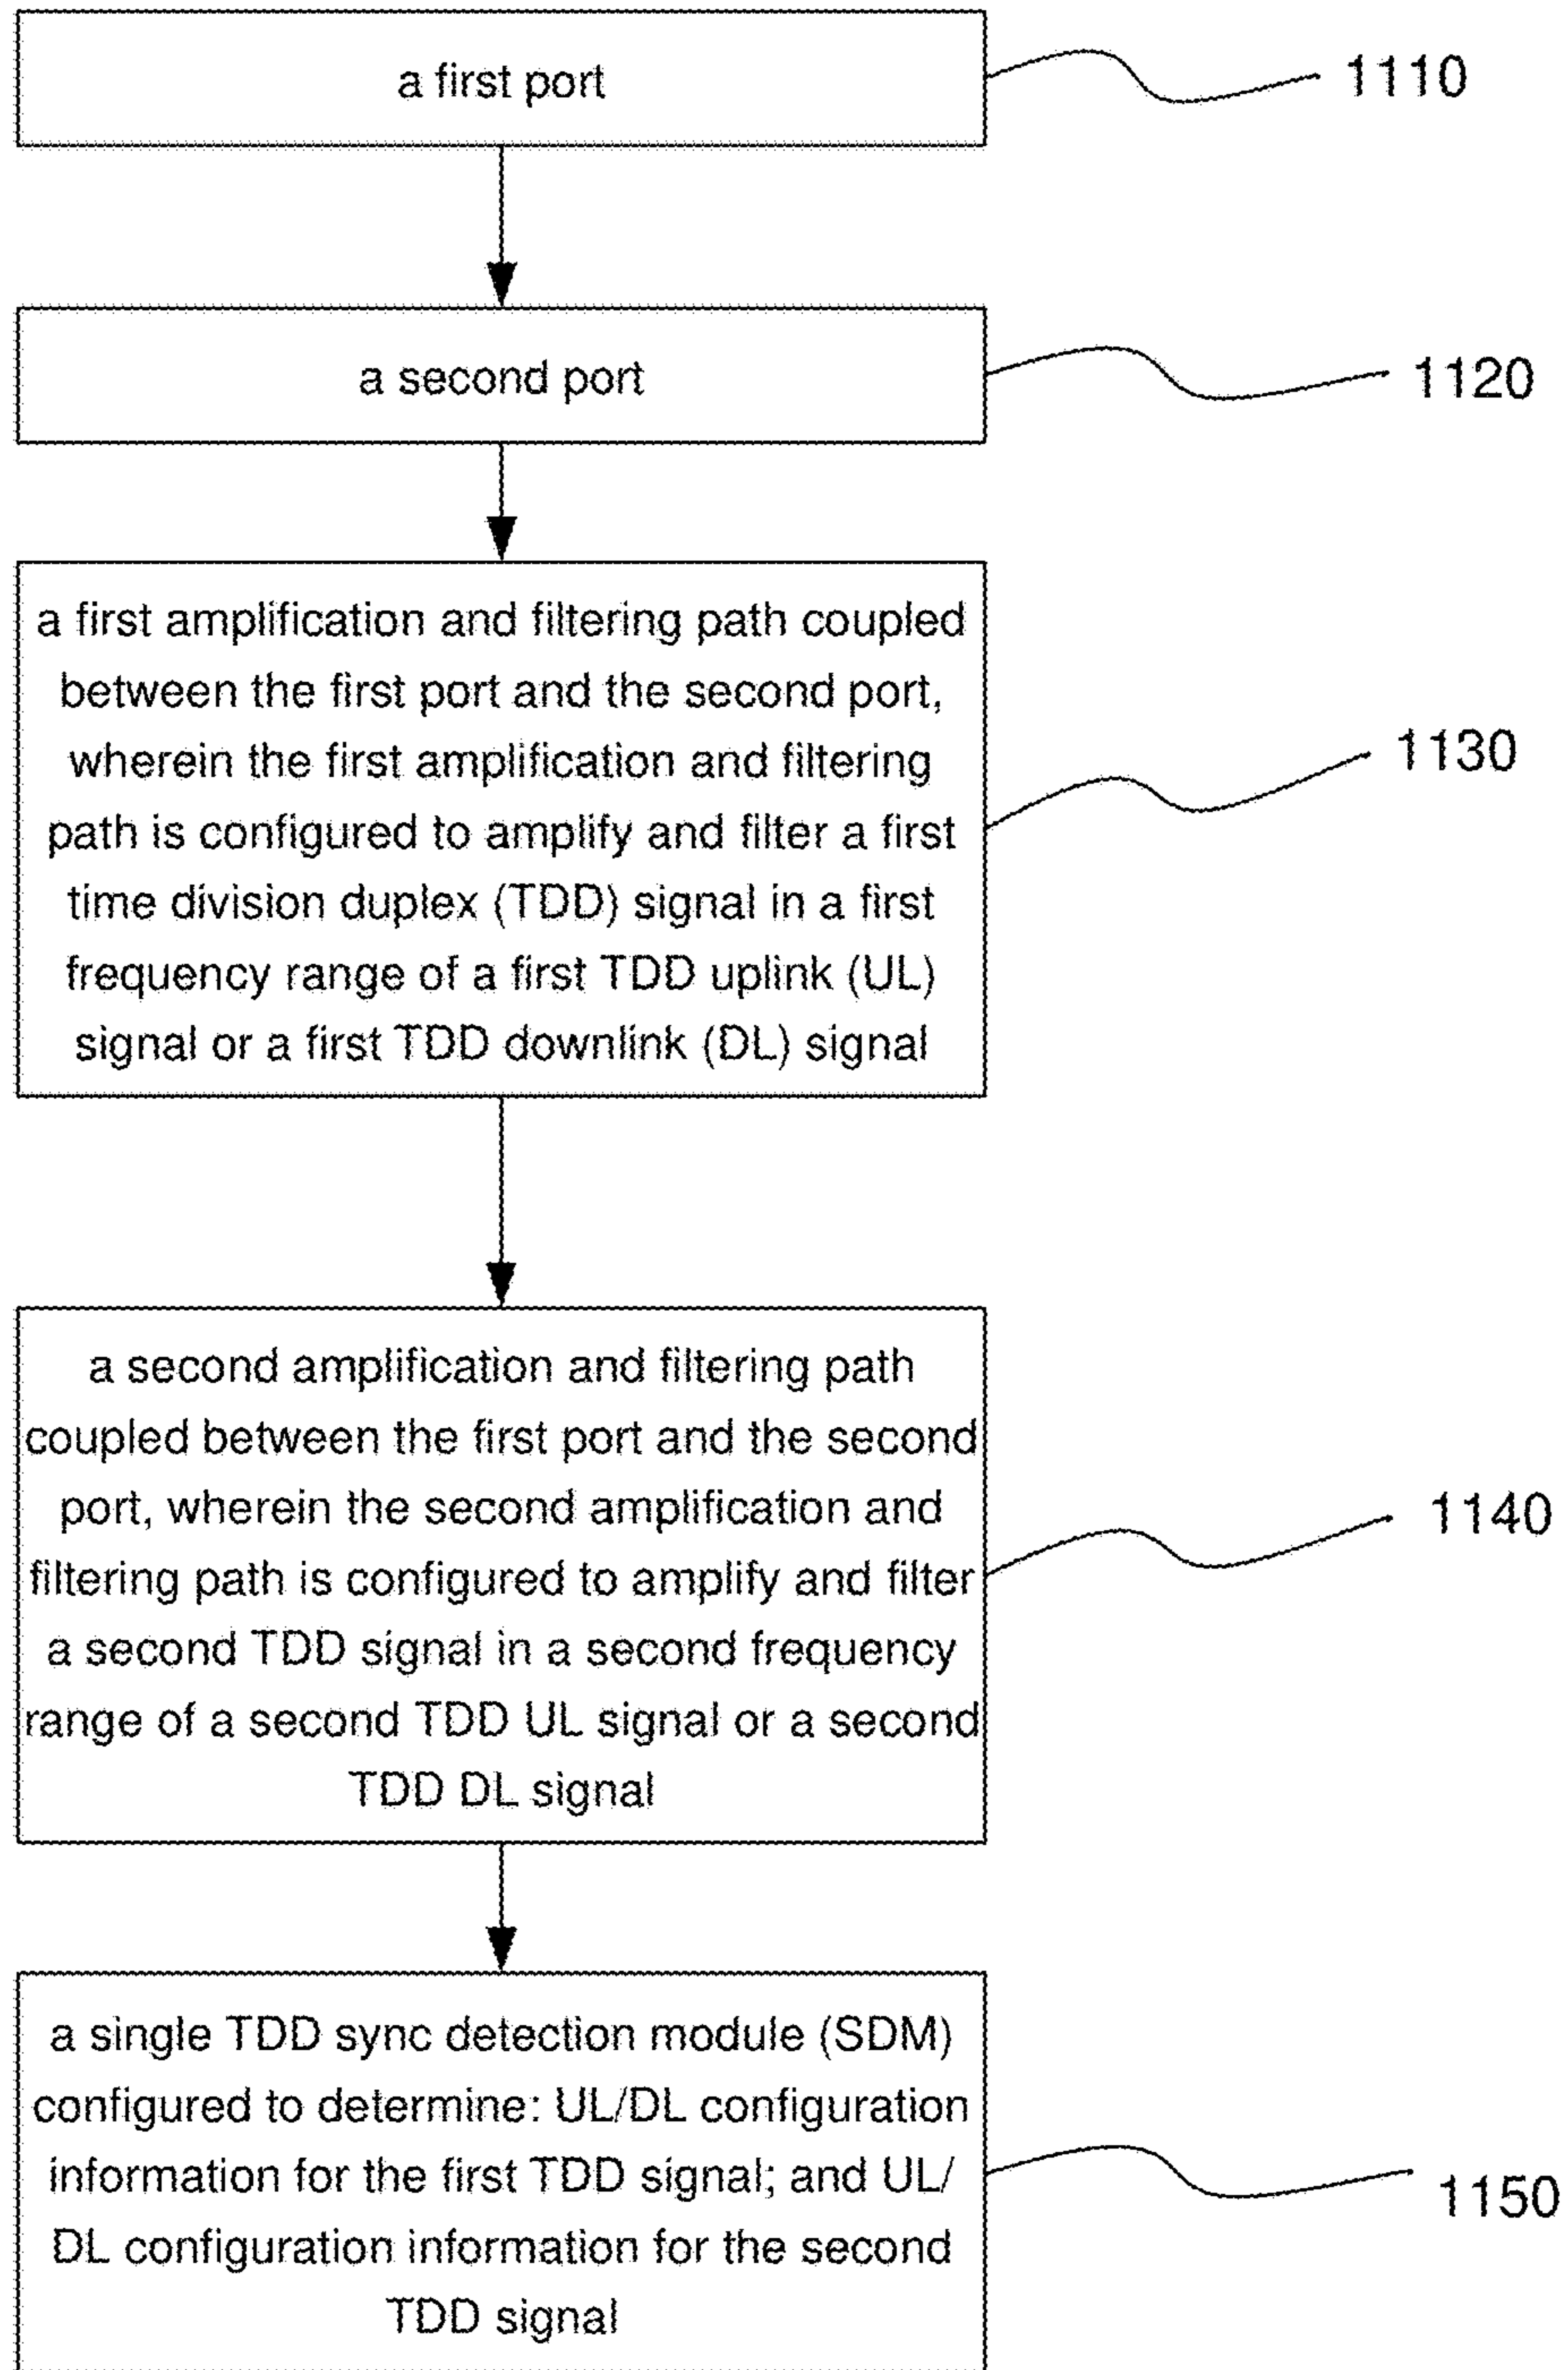 a first port
1110
a second port
1120
a first amplification and filtering path coupled
between the first port and the second port,
wherein the first amplification and filtering
path is configured to amplify and filter a first
time division duplex (TDD) signal in a first
frequency range of a first TDD uplink (UL)
signal or a first TDD downlink (DL) signal
1130
a second amplification and filtering path
coupled between the first port and the second
port, wherein the second amplification and
filtering path is configured to amplify and filter
a second TDD signal in a second frequency
range of a second TDD UL signal or a second
TDD DL signal
1140
a single TDD sync detection module (SDM)
configured to determine: UL/DL configuration
information for the first TDD signal; and UL/
DL configuration information for the second
TDD signal
1150